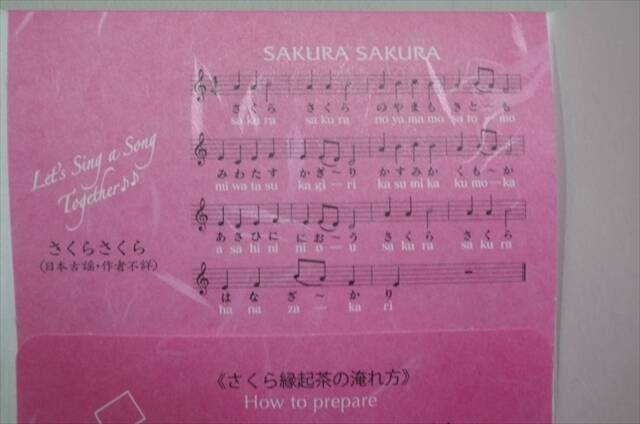 SAKURA SAKURA
さくら さくら のやまも さと〜も
sa ku ra sa ku ra no ya ma mo sa to — mo
みわたす かぎ〜り かすみか くも〜か
mi wa ta su ka gi — ri ka su mi ka ku mo — ka
あさひに にお〜う さくら さくら
a sa hi ni ni o — u sa ku ra sa ku ra
はな ざ〜 かり
ha na za — ka ri
Let's Sing a Song
Together♪♪
さくらさくら
(日本古謡・作者不詳)
《さくら縁起茶の淹れ方》
How to prepare